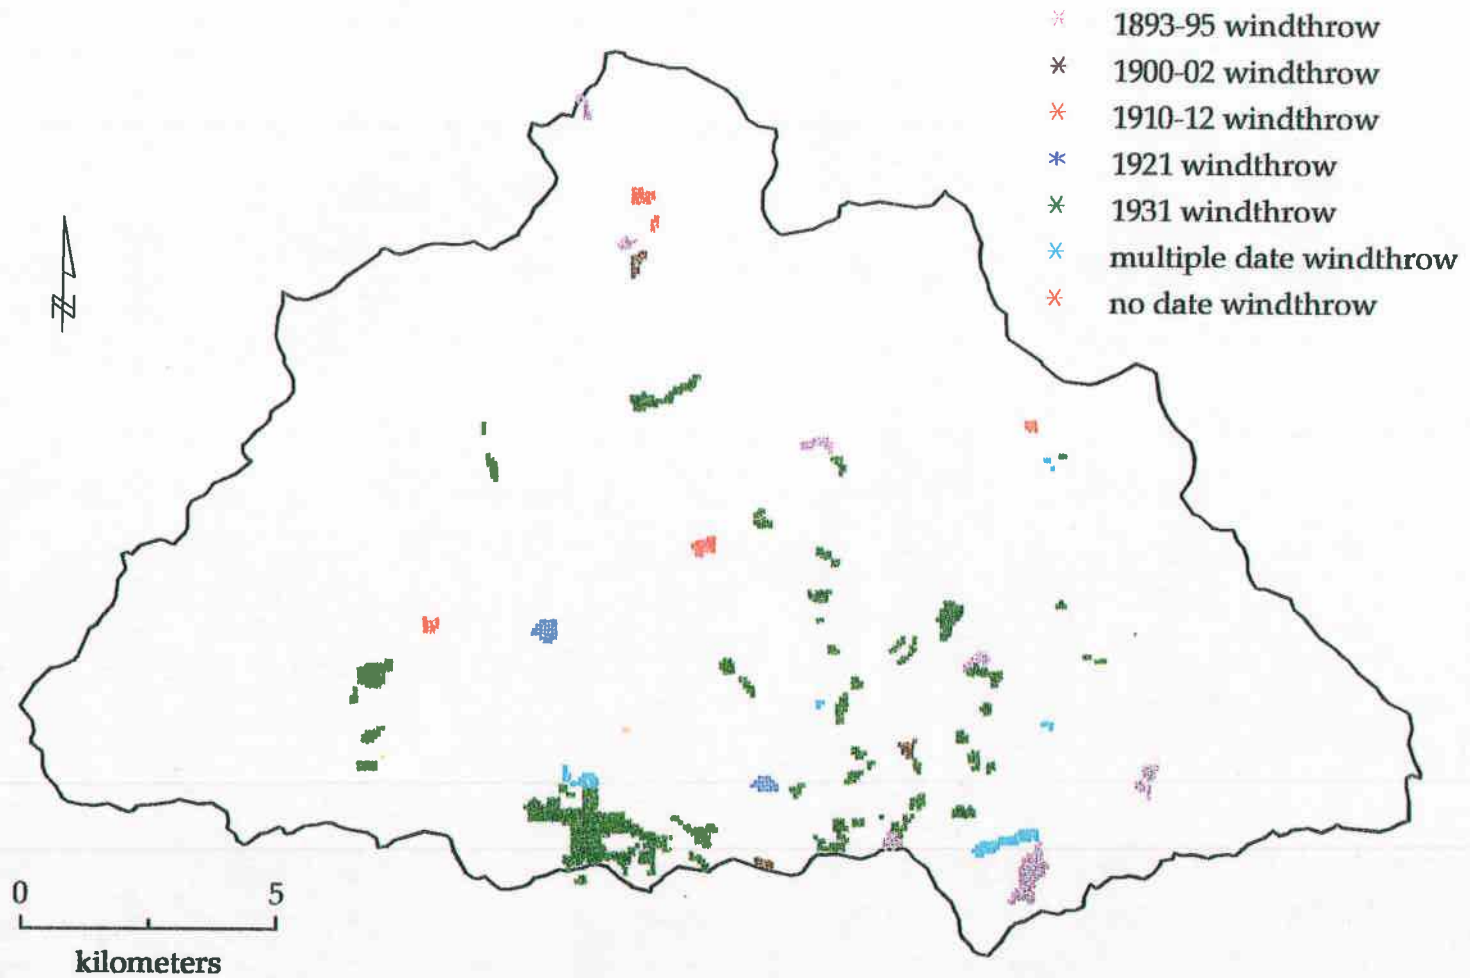 1893-95 windthrow
1900-02 windthrow
1910-12 windthrow
1921 windthrow
1931 windthrow
multiple date windthrow
no date windthrow
N
0 5
kilometers